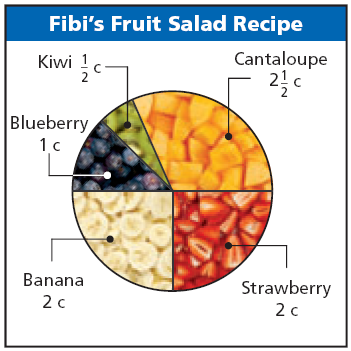 Fibi's Fruit Salad Recipe
Kiwi 1/2 c
Cantaloupe
2 1/2 c
Blueberry
1 c
Banana
2 c
Strawberry
2 c